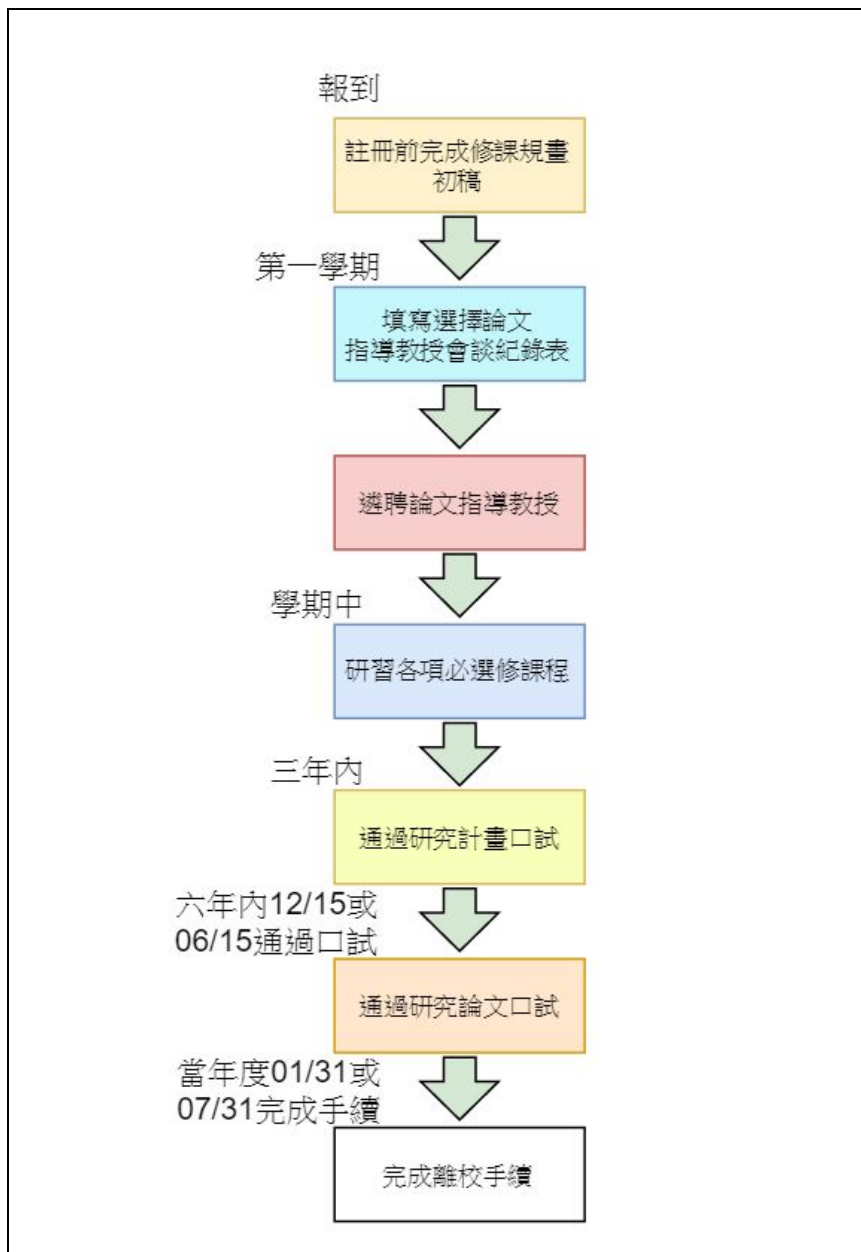 報到
註冊前完成修課規畫
初稿
第一學期
填寫選擇論文
指導教授會談紀錄表
遴聘論文指導教授
學期中
研習各項必選修課程
三年內
通過研究計畫口試
六年內12/15或
06/15通過口試
通過研究論文口試
當年度01/31或
07/31完成手續
完成離校手續